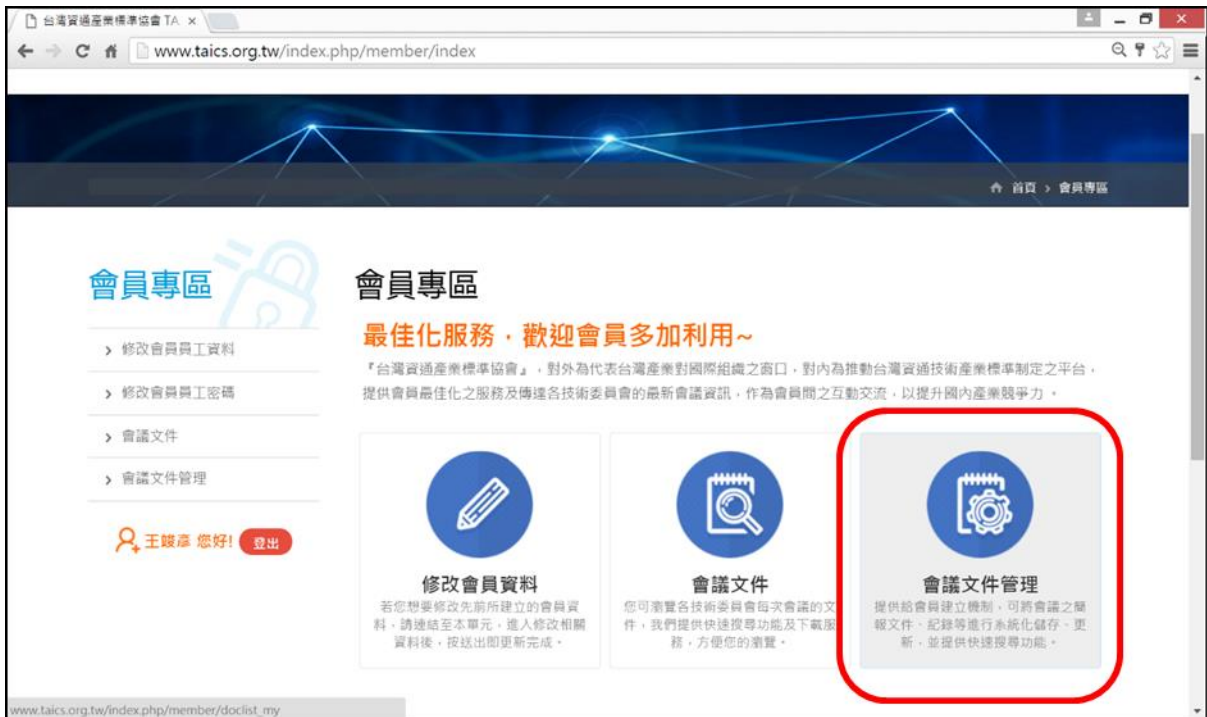 台灣資通產業標準協會 TA
www.taics.org.tw/index.php/member/index
首頁 > 會員專區
會員專區
> 修改會員員工資料
> 修改會員員工密碼
> 會議文件
> 會議文件管理
王竣彥 您好! 登出
會員專區
最佳化服務，歡迎會員多加利用~
『台灣資通產業標準協會』，對外為代表台灣產業對國際組織之窗口，對內為推動台灣資通技術產業標準制定之平台，
提供會員最佳化之服務及傳達各技術委員會的最新會議資訊，作為會員間之互動交流，以提升國內產業競爭力。
修改會員資料
若您想要修改先前所建立的會員資
料，請連結至本單元，進入修改相關
資料後，按送出即更新完成。
會議文件
您可瀏覽各技術委員會每次會議的文
件，我們提供快速搜尋功能及下載服
務，方便您的瀏覽。
會議文件管理
提供給會員建立機制，可將會議之簡
報文件、紀錄等進行系統化儲存、更
新，並提供快速搜尋功能。
www.taics.org.tw/index.php/member/doclist_my